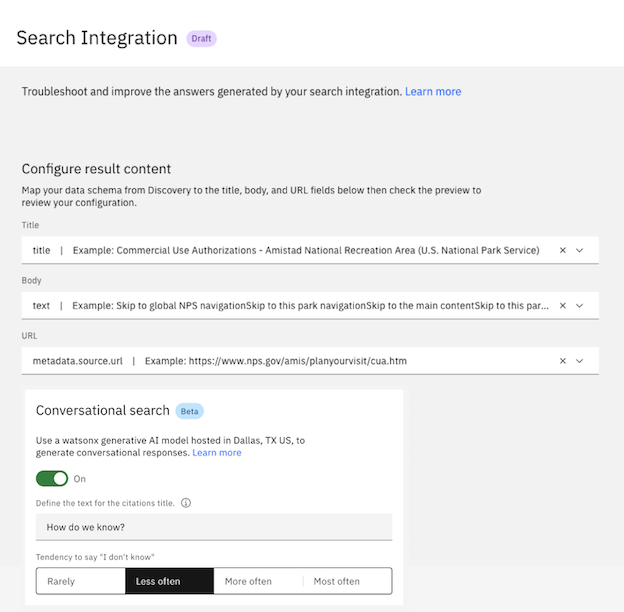 Search Integration Draft
Troubleshoot and improve the answers generated by your search integration. Learn more
Configure result content
Map your data schema from Discovery to the title, body, and URL fields below then check the preview to
review your configuration.
Title
title | Example: Commercial Use Authorizations - Amistad National Recreation Area (U.S. National Park Service)
Body
text | Example: Skip to global NPS navigationSkip to this park navigationSkip to the main contentSkip to this par...
URL
metadata.source.url | Example: https://www.nps.gov/amis/planyourvisit/cua.htm
Conversational search Beta
Use a watsonx generative AI model hosted in Dallas, TX US, to
generate conversational responses. Learn more
On
Define the text for the citations title.
How do we know?
Tendency to say "I don't know"
Rarely Less often More often Most often